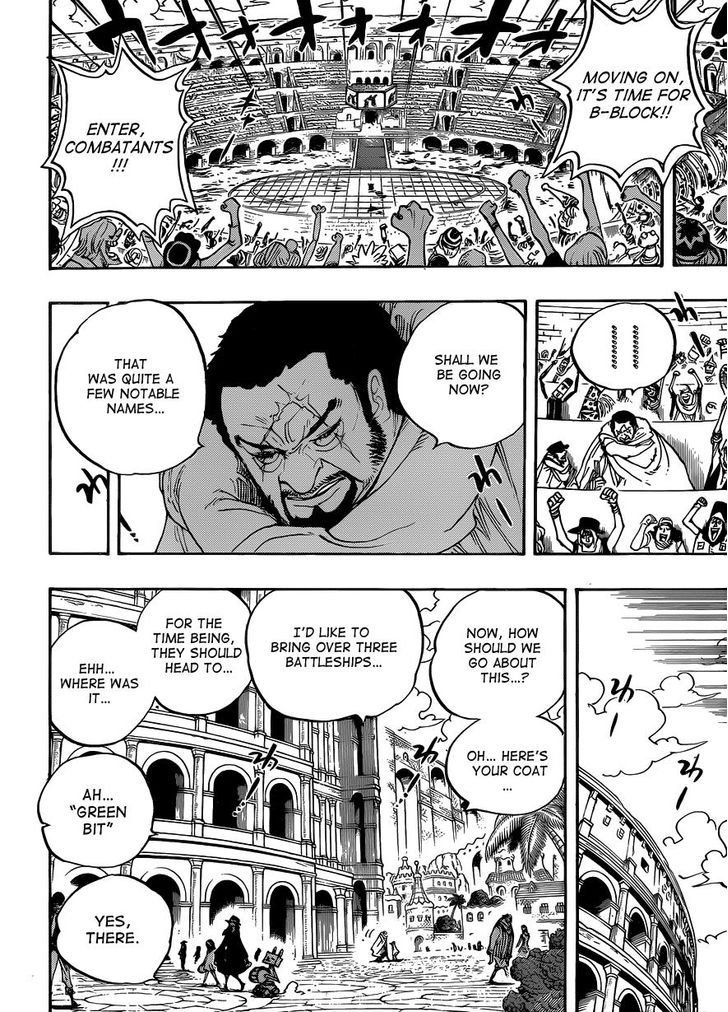 MOVING ON,
IT'S TIME FOR
B-BLOCK!!
ENTER,
COMBATANTS
!!!
SHALL WE
BE GOING
NOW?
THAT
WAS QUITE A
FEW NOTABLE
NAMES...
NOW, HOW
SHOULD WE
GO ABOUT
THIS...?
OH... HERE'S
YOUR COAT
...
I'D LIKE TO
BRING OVER THREE
BATTLESHIPS...
FOR THE
TIME BEING,
THEY SHOULD
HEAD TO...
EHH...
WHERE WAS
IT...
AH...
"GREEN
BIT"
YES,
THERE.